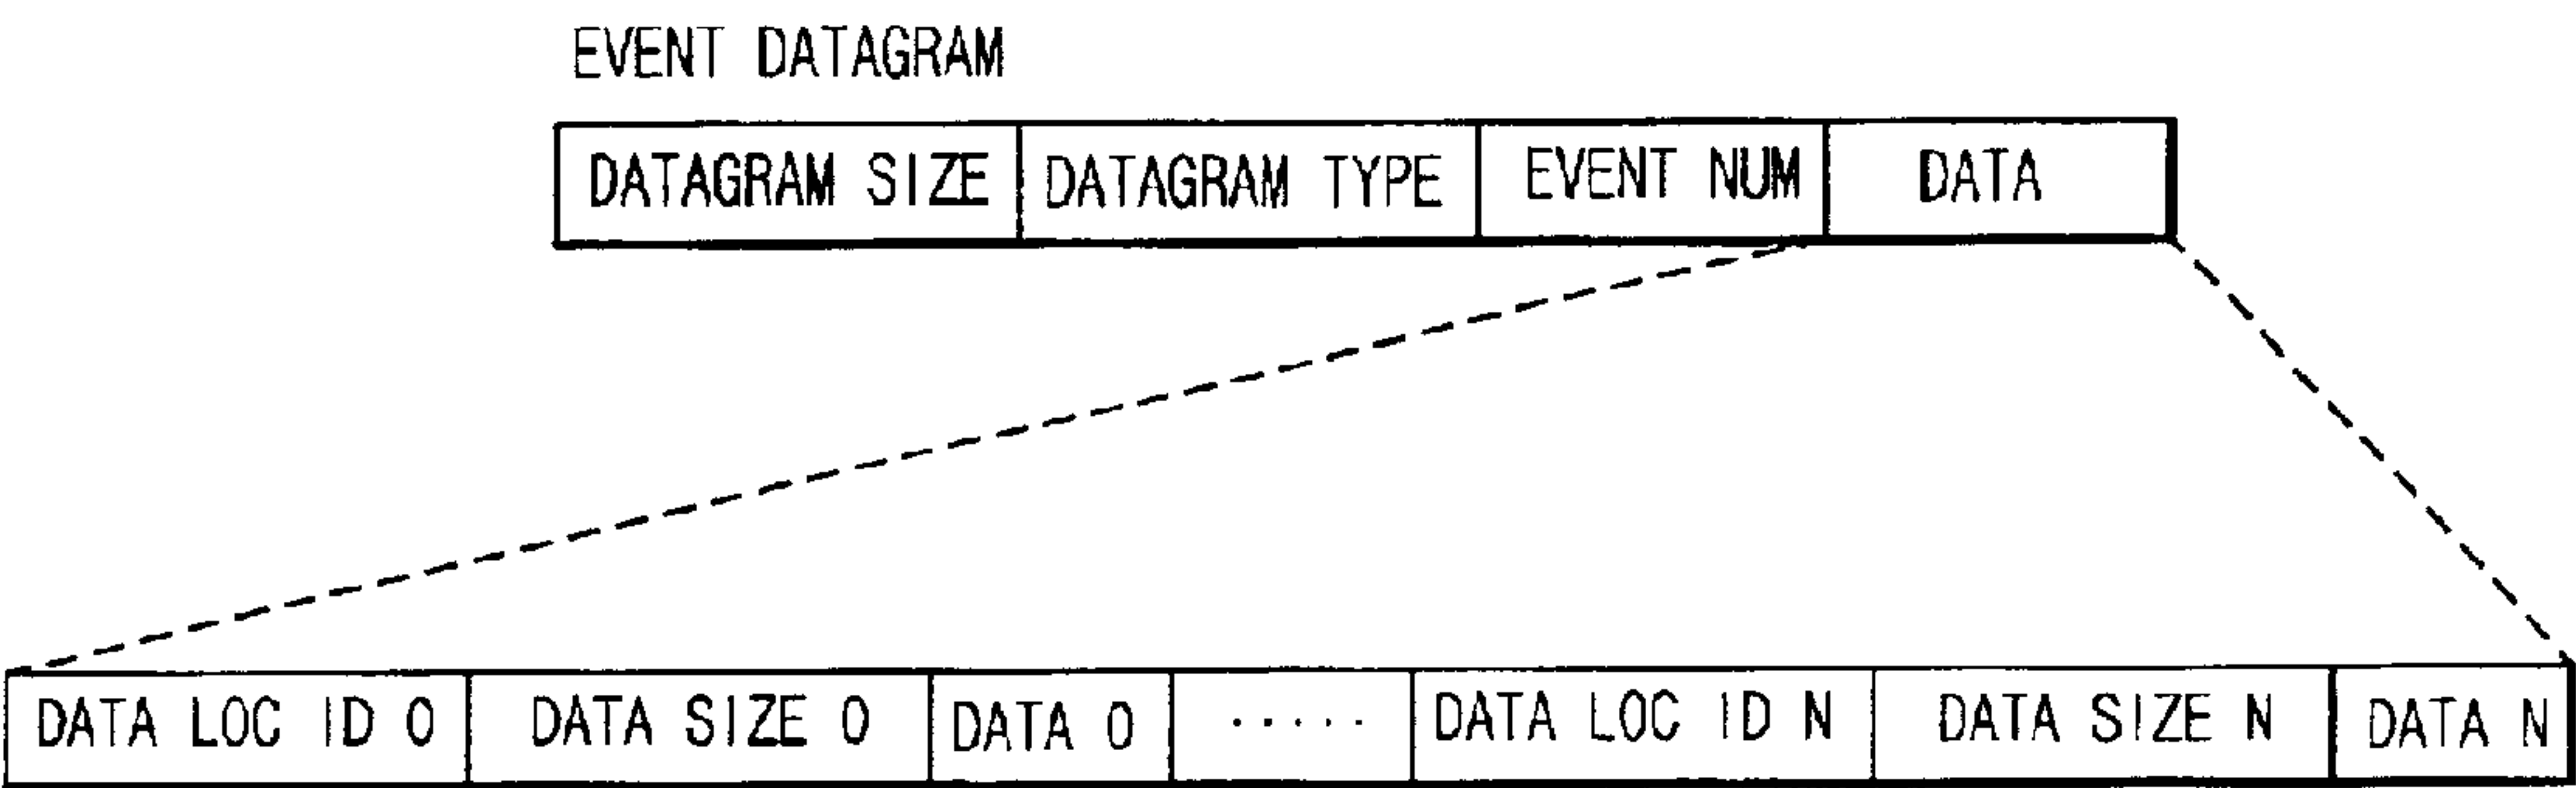 EVENT DATAGRAM
DATAGRAM SIZE DATAGRAM TYPE EVENT NUM DATA
DATA LOC ID 0 DATA SIZE 0 DATA 0 ····· DATA LOC ID N DATA SIZE N DATA N